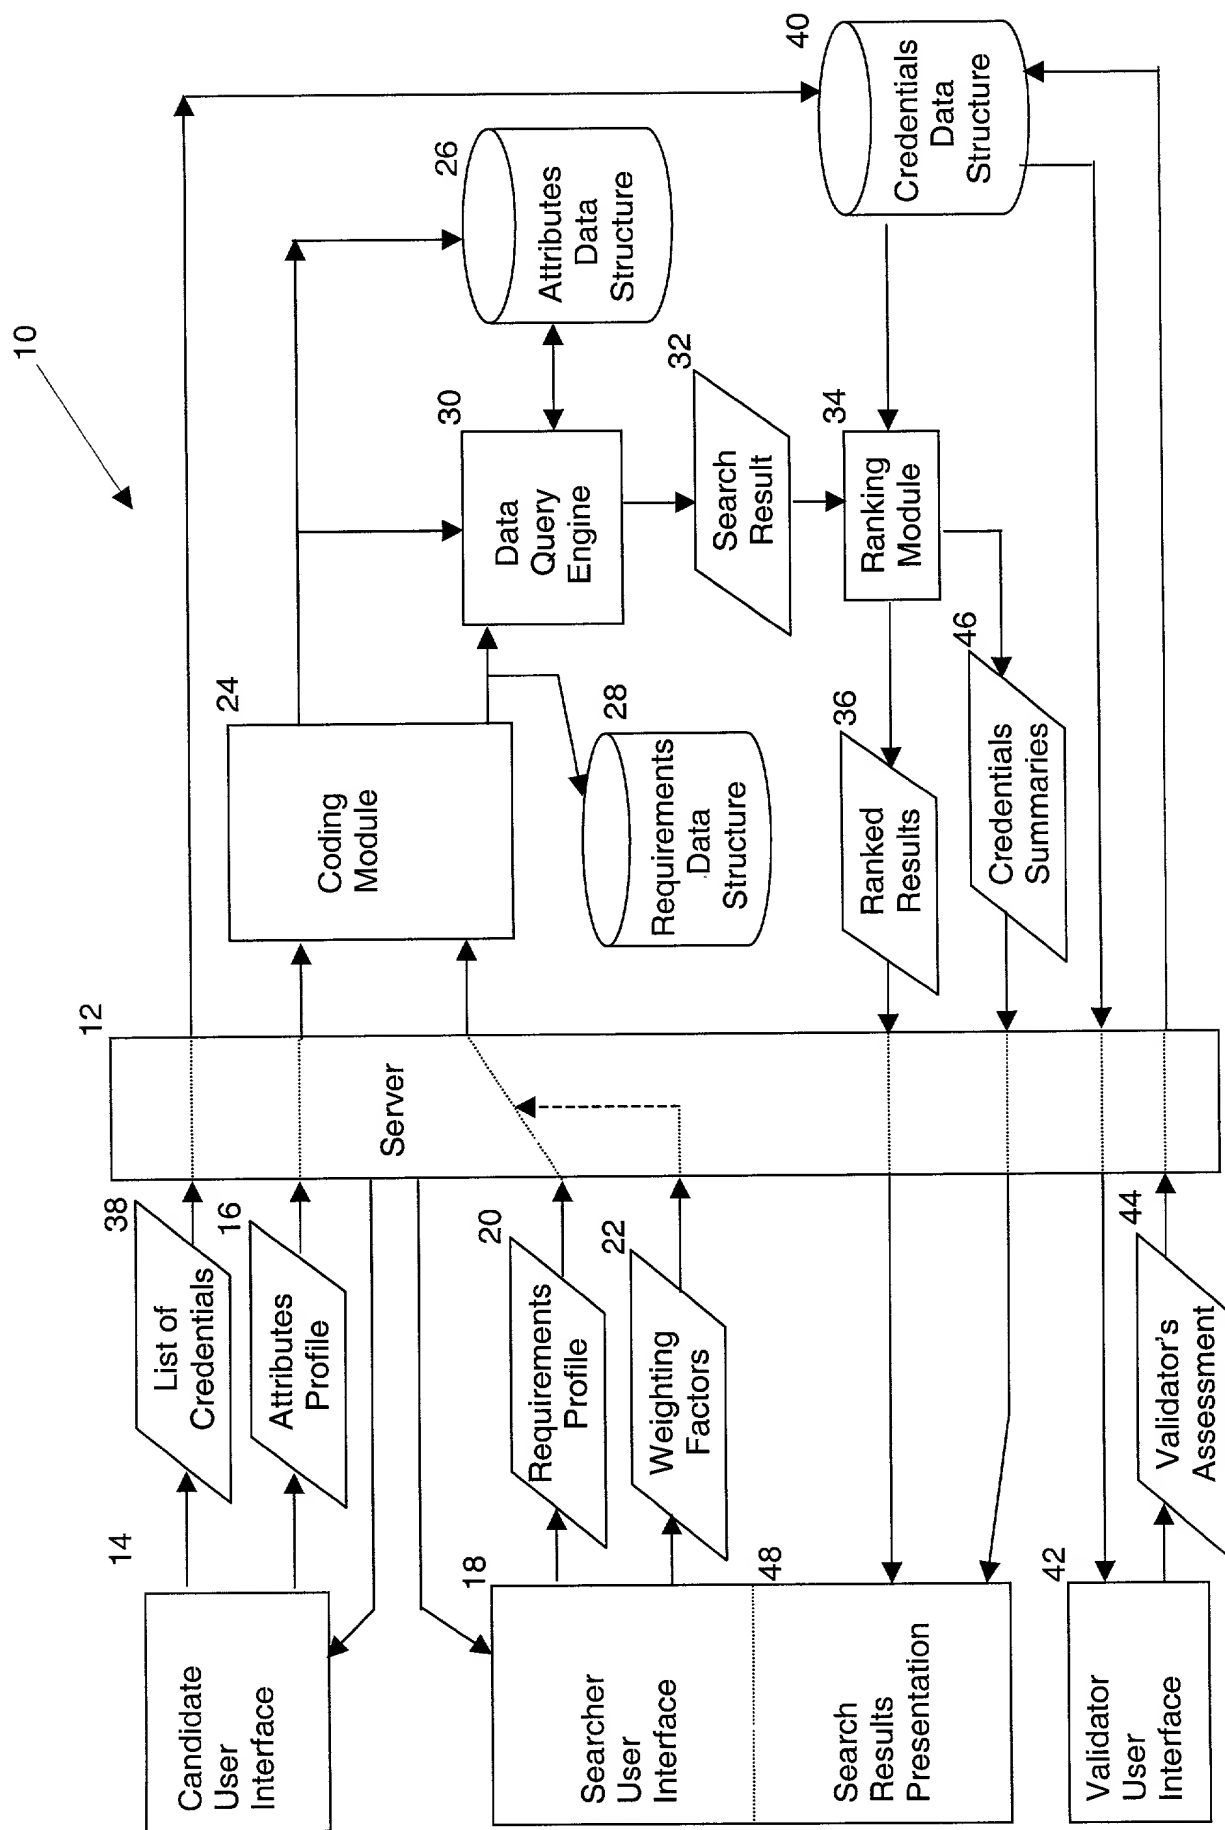 10
12
Server
14
Candidate
User
Interface
38
List of
Credentials
16
Attributes
Profile
18
Searcher
User
Interface
20
Requirements
Profile
22
Weighting
Factors
48
Search
Results
Presentation
42
Validator
User
Interface
44
Validator's
Assessment
24
Coding
Module
28
Requirements
Data
Structure
30
Data
Query
Engine
26
Attributes
Data
Structure
32
Search
Result
34
Ranking
Module
36
Ranked
Results
46
Credentials
Summaries
40
Credentials
Data
Structure